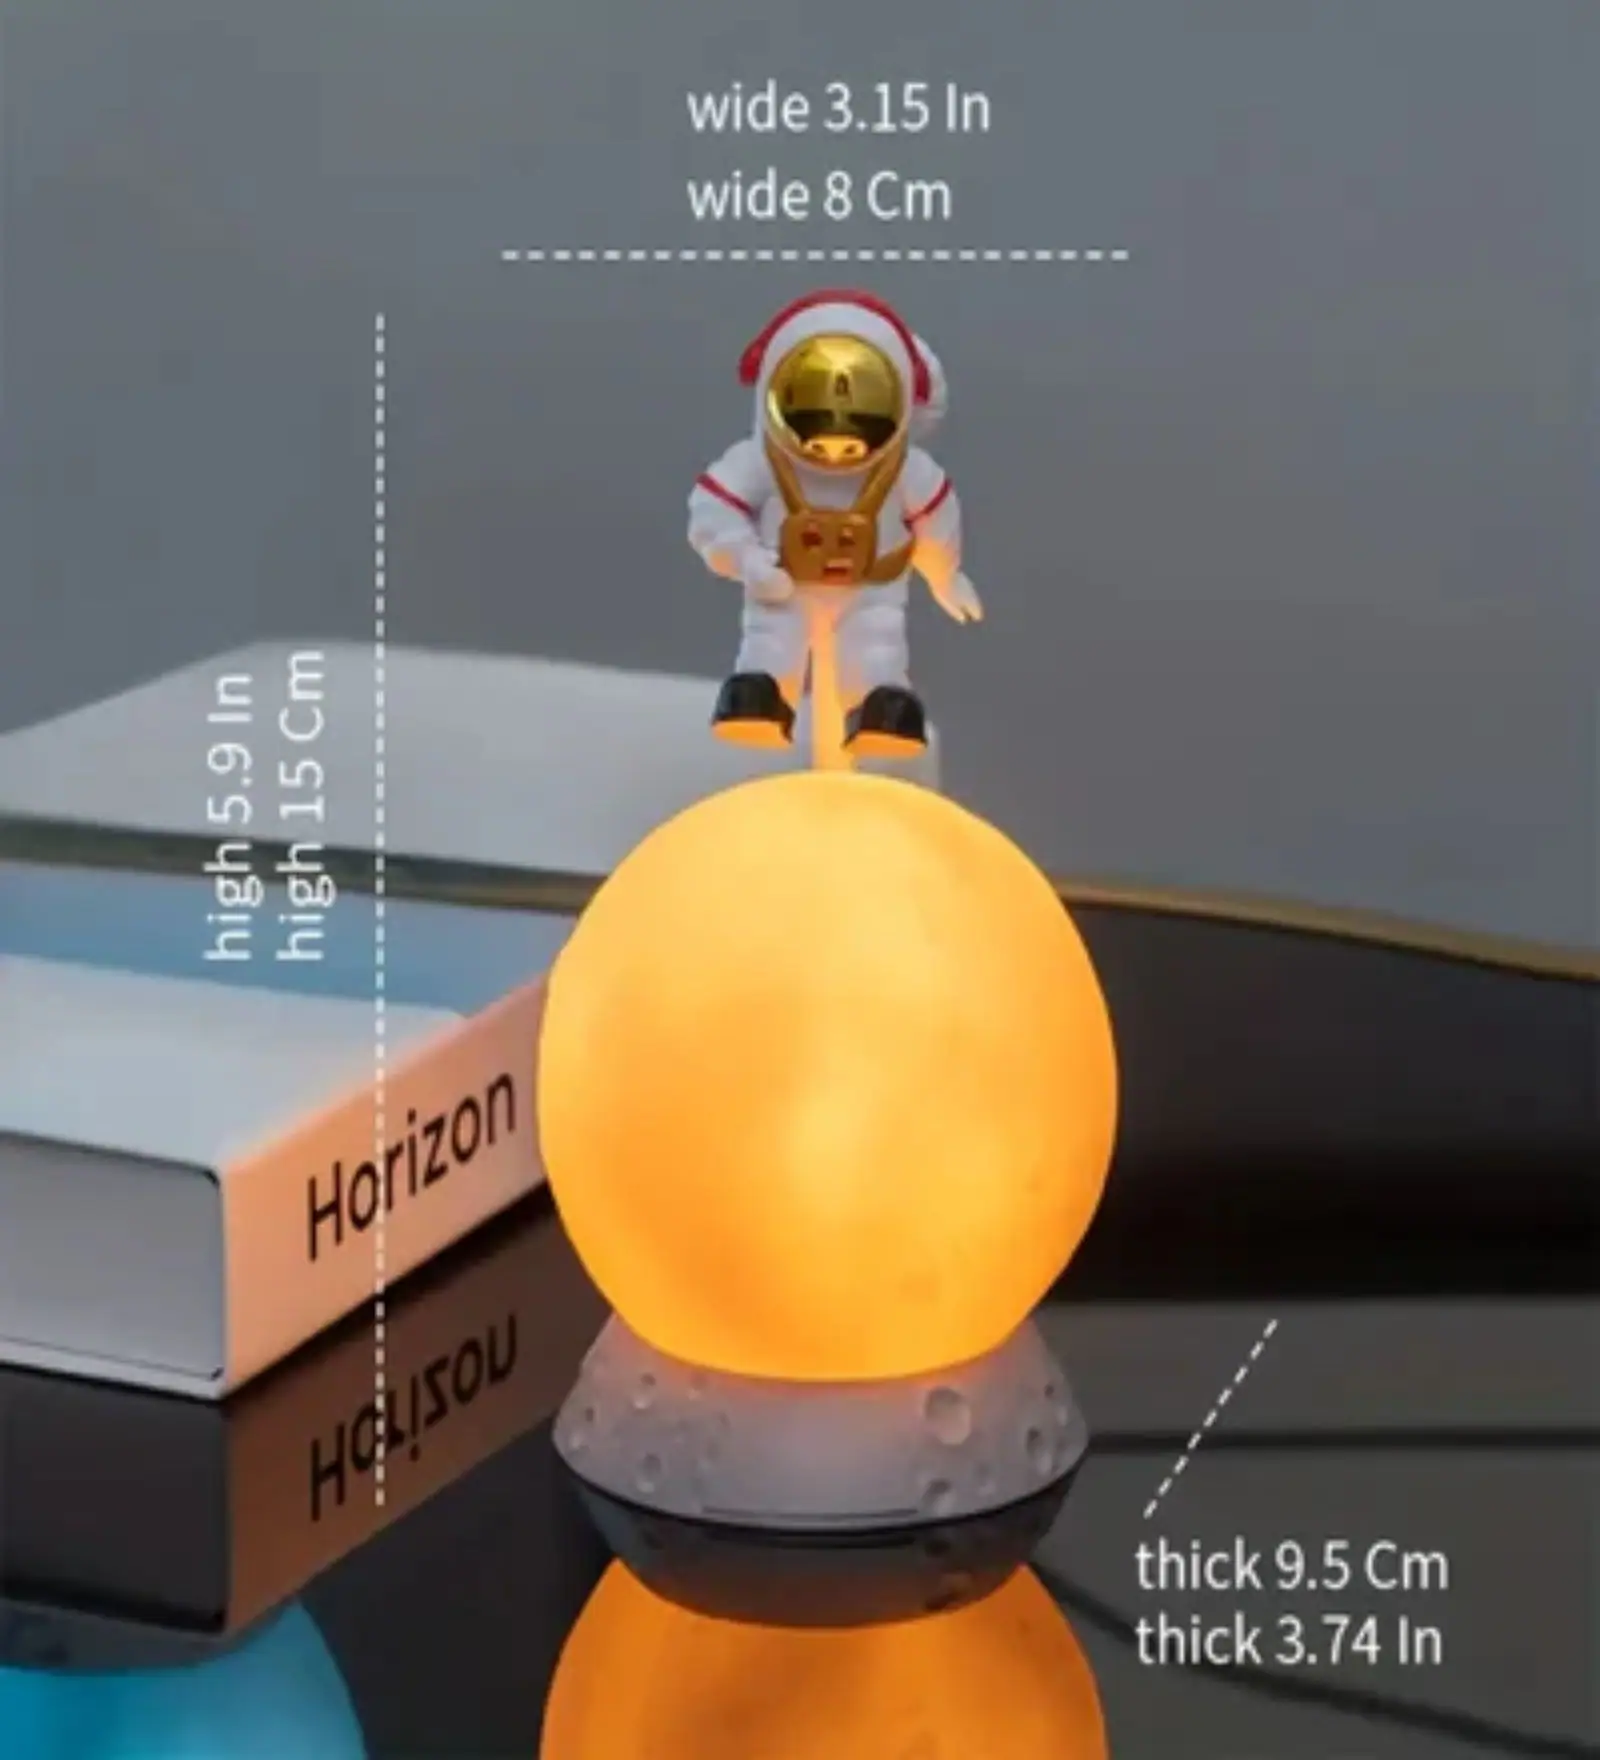 wide 3.15 In
wide 8 Cm
high 5.9 In
high 15 Cm
Horizon
thick 9.5 Cm
thick 3.74 In